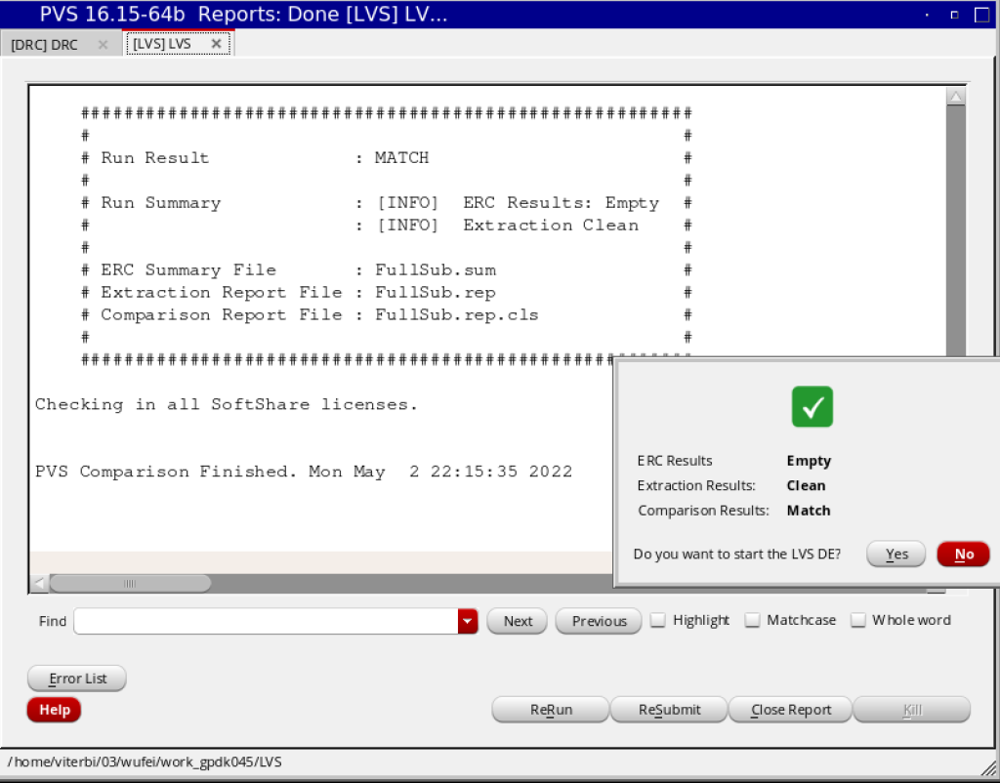 PVS 16.15-64b Reports: Done [LVS] LV...
[DRC] DRC
[LVS] LVS
########################################################
# #
# Run Result : MATCH #
# #
# Run Summary : [INFO] ERC Results: Empty #
# : [INFO] Extraction Clean #
# #
# ERC Summary File : FullSub.sum #
# Extraction Report File : FullSub.rep #
# Comparison Report File : FullSub.rep.cls #
# #
########################################################
Checking in all SoftShare licenses.
PVS Comparison Finished. Mon May 2 22:15:35 2022
ERC Results Empty
Extraction Results: Clean
Comparison Results: Match
Do you want to start the LVS DE? Yes No
Find Next Previous Highlight Matchcase Whole word
Error List
Help ReRun ReSubmit Close Report Kill
/home/viterbi/03/wufei/work_gpdk045/LVS